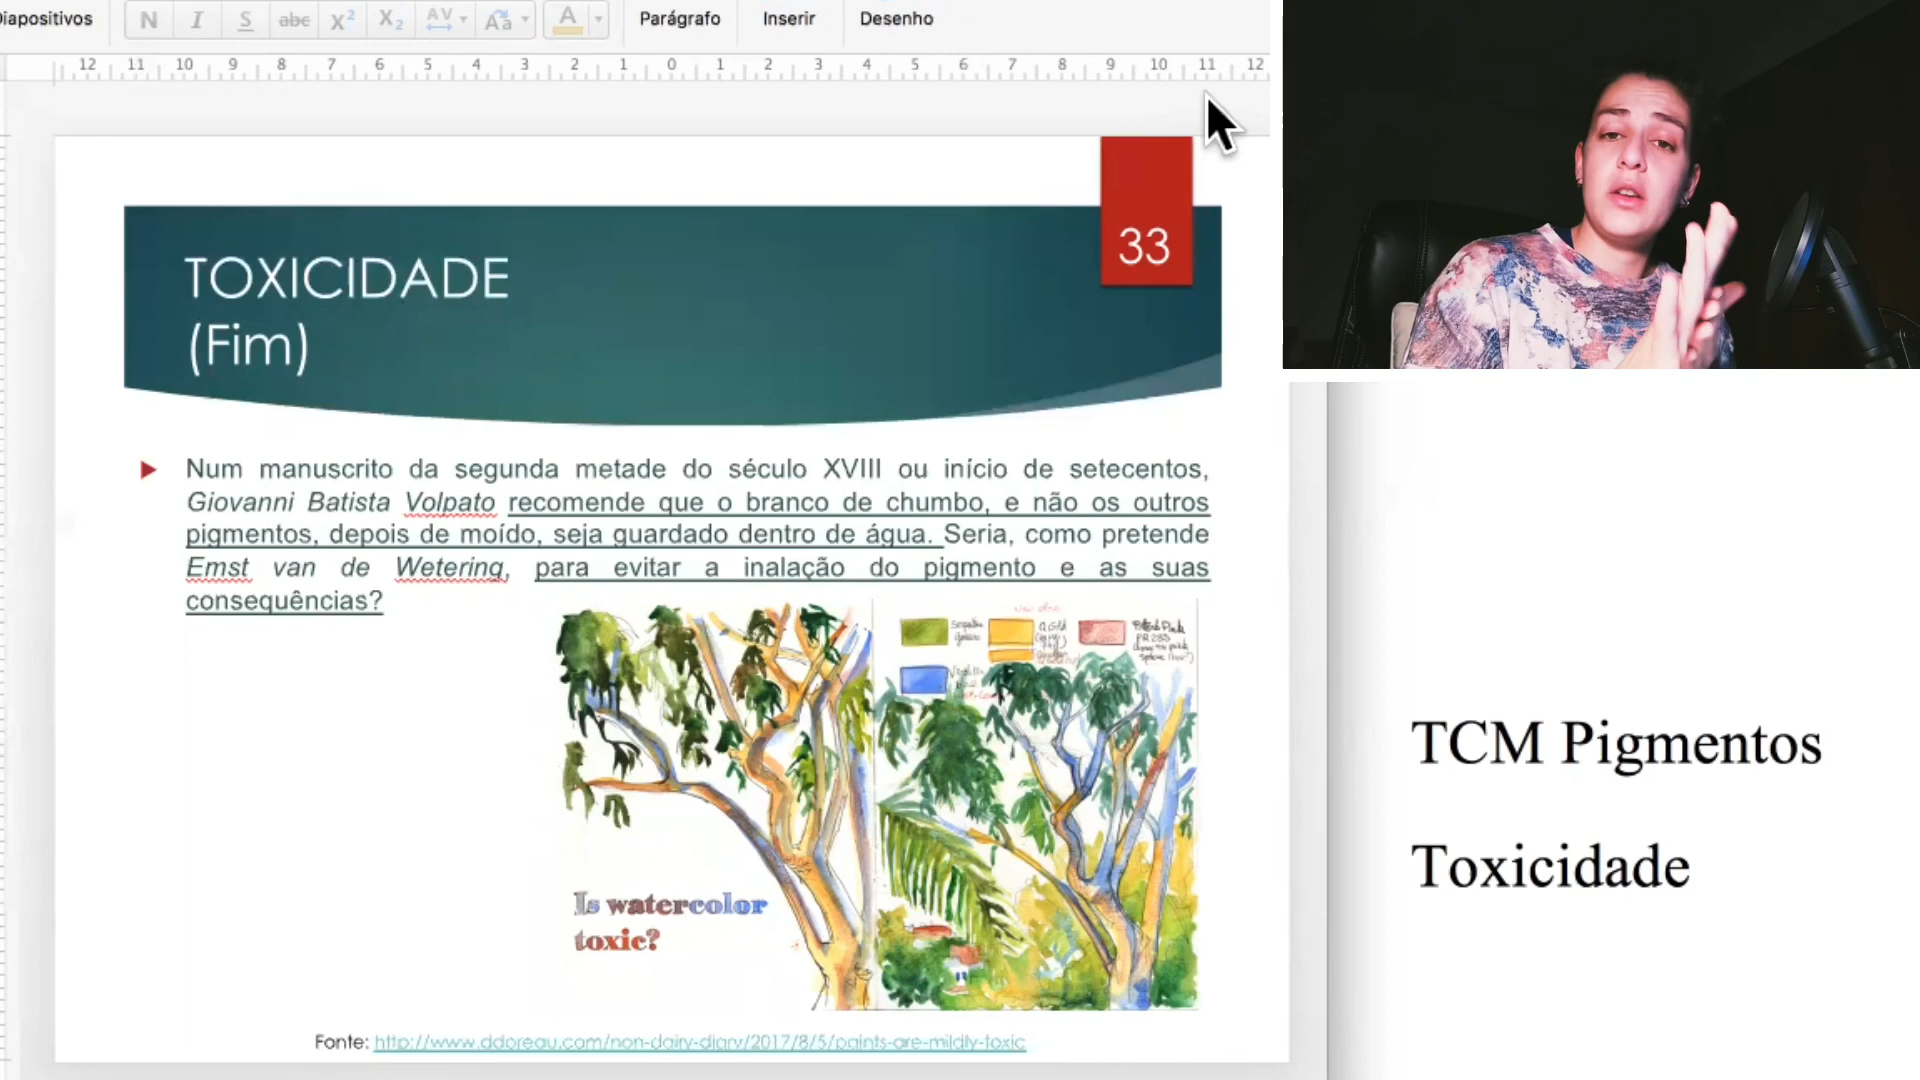 Diapositivos
N I S abc X² X₂ AV Aa A Parágrafo Inserir Desenho
12 11 10 9 8 7 6 5 4 3 2 1 0 1 2 3 4 5 6 7 8 9 10 11 12
33
TOXICIDADE
(Fim)
Num manuscrito da segunda metade do século XVIII ou início de setecentos,
Giovanni Batista Volpato recomende que o branco de chumbo, e não os outros
pigmentos, depois de moído, seja guardado dentro de água. Seria, como pretende
Emst van de Wetering, para evitar a inalação do pigmento e as suas
consequências?
Is watercolor
toxic?
Fonte: http://www.ddoreau.com/non-dairy-diary/2017/8/5/paints-are-mildly-toxic
TCM Pigmentos
Toxicidade